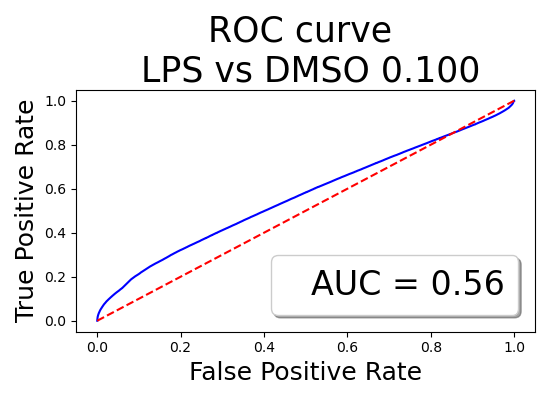 ROC curve
LPS vs DMSO 0.100
True Positive Rate
1.0
0.8
0.6
0.4
0.2
0.0
AUC = 0.56
0.0 0.2 0.4 0.6 0.8 1.0
False Positive Rate